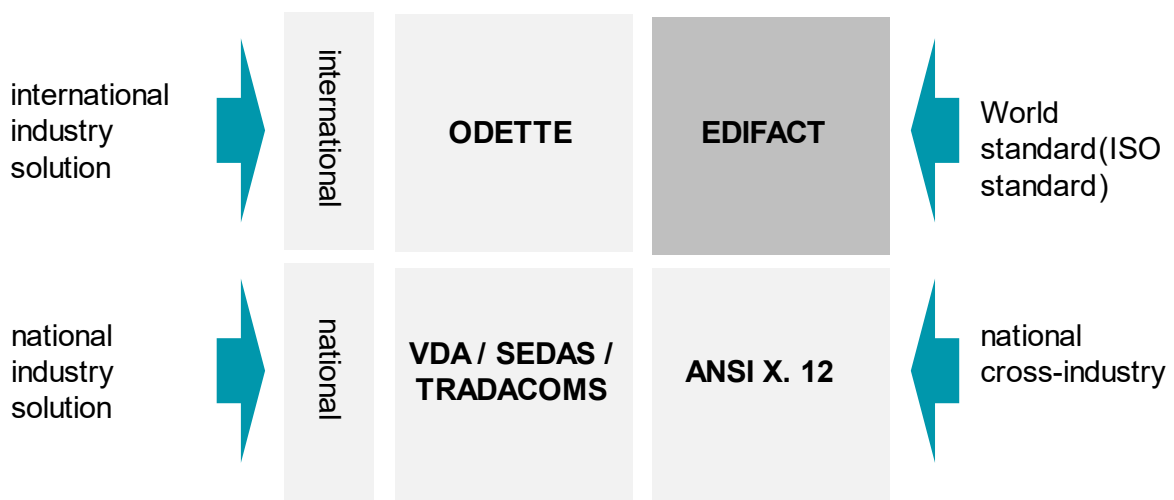 international
industry
solution
international
ODETTE
EDIFACT
World
standard(ISO
standard)
national
industry
solution
national
VDA / SEDAS /
TRADACOMS
ANSI X. 12
national
cross-industry